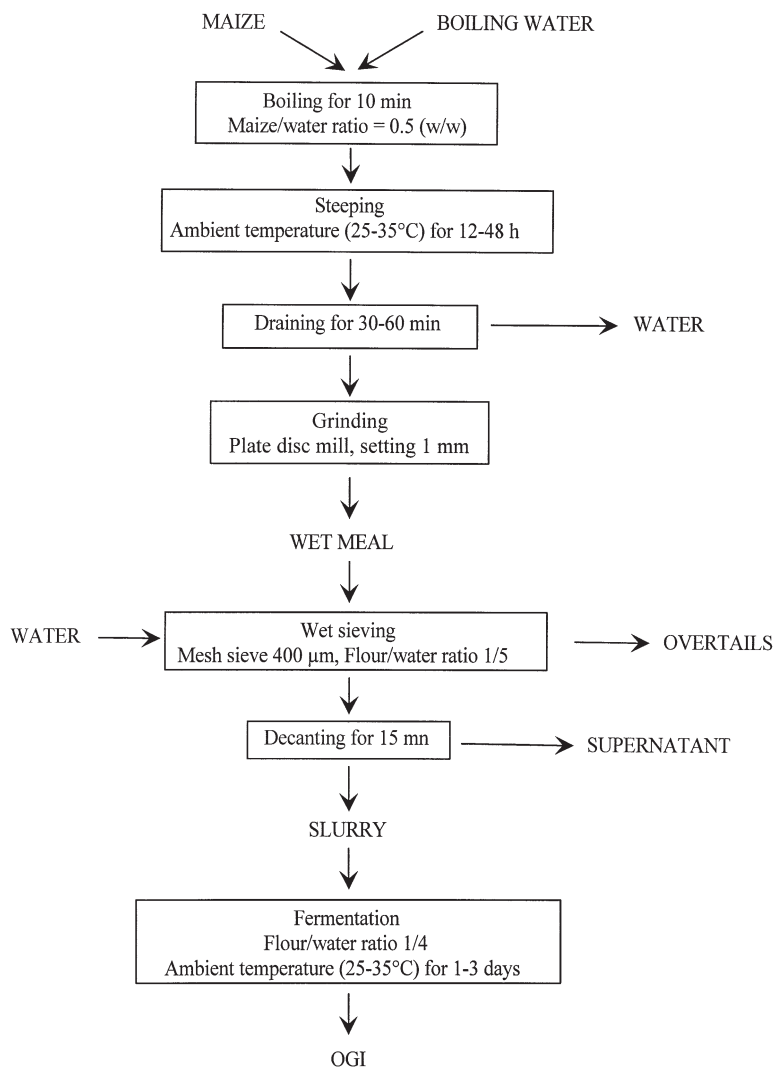 MAIZE
BOILING WATER
Boiling for 10 min
Maize/water ratio = 0.5 (w/w)
Steeping
Ambient temperature (25-35°C) for 12-48 h
Draining for 30-60 min
WATER
Grinding
Plate disc mill, setting 1 mm
WET MEAL
WATER
Wet sieving
Mesh sieve 400 µm, Flour/water ratio 1/5
OVERTAILS
Decanting for 15 mn
SUPERNATANT
SLURRY
Fermentation
Flour/water ratio 1/4
Ambient temperature (25-35°C) for 1-3 days
OGI